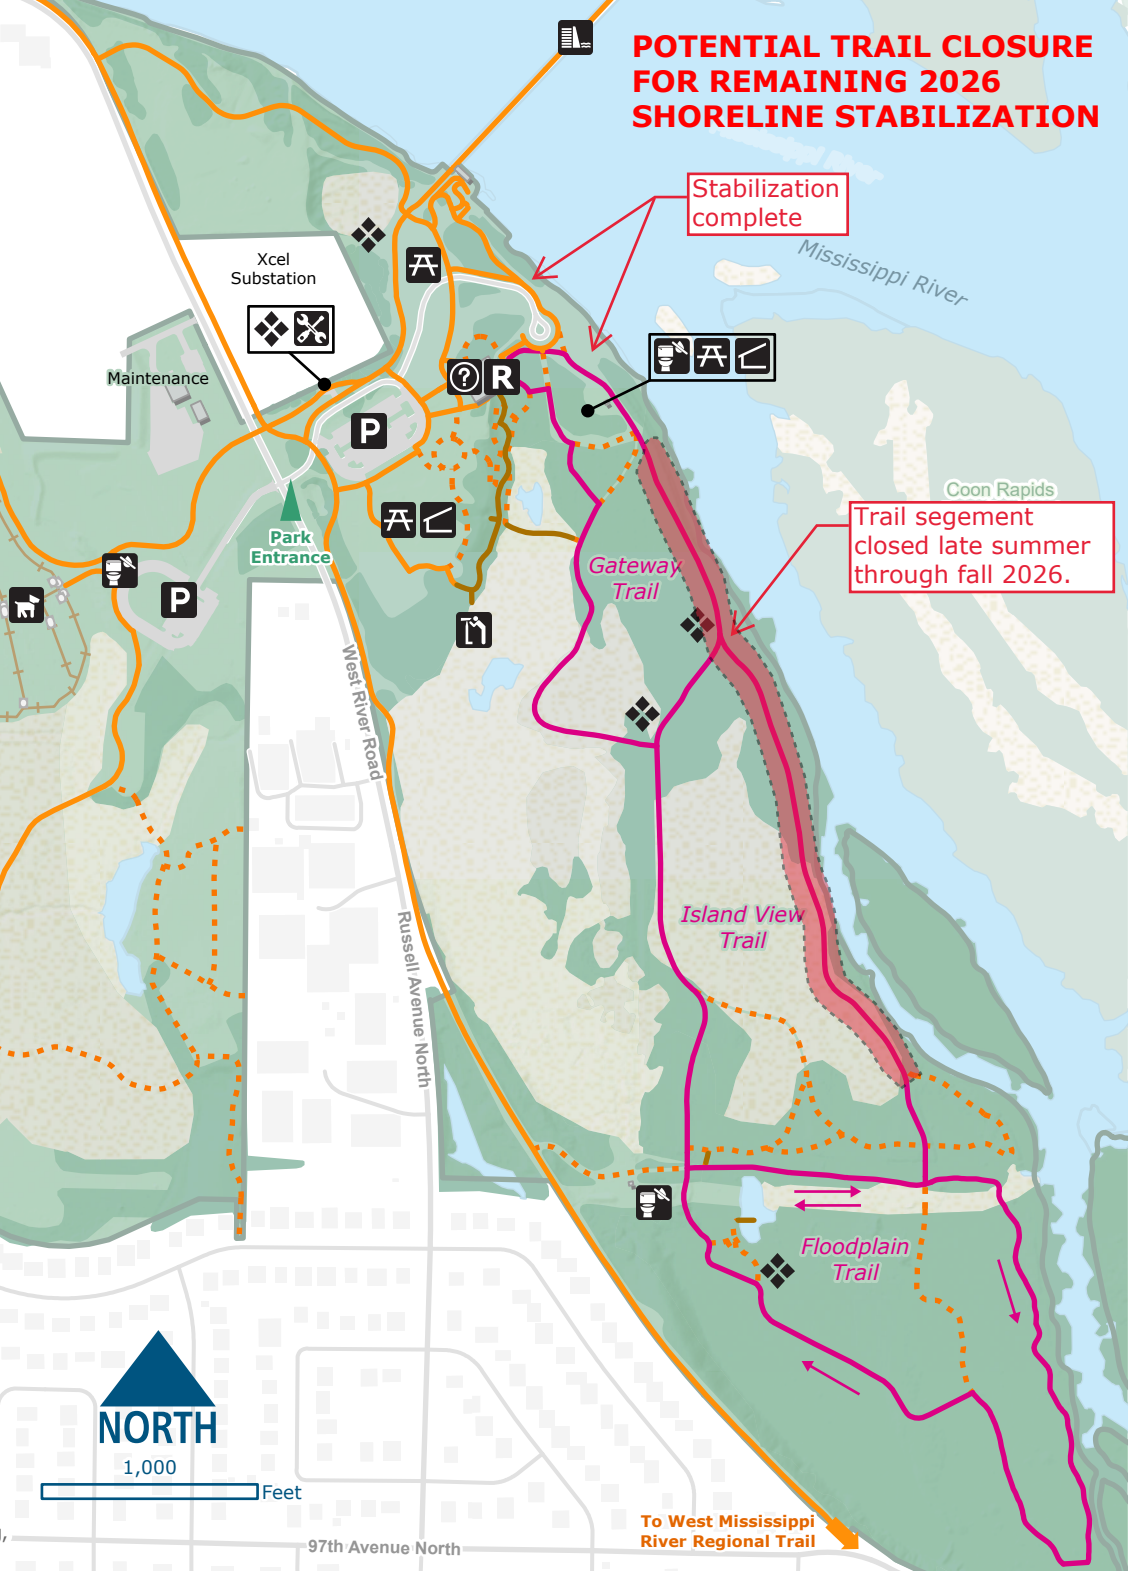 POTENTIAL TRAIL CLOSURE
FOR REMAINING 2026
SHORELINE STABILIZATION
Stabilization
complete
Mississippi River
Xcel
Substation
Maintenance
?
R
P
Coon Rapids
Trail segement
closed late summer
through fall 2026.
Park
Entrance
Gateway
Trail
P
West River Road
Island View
Trail
Russell Avenue North
Floodplain
Trail
NORTH
1,000
Feet
To West Mississippi
River Regional Trail
97th Avenue North